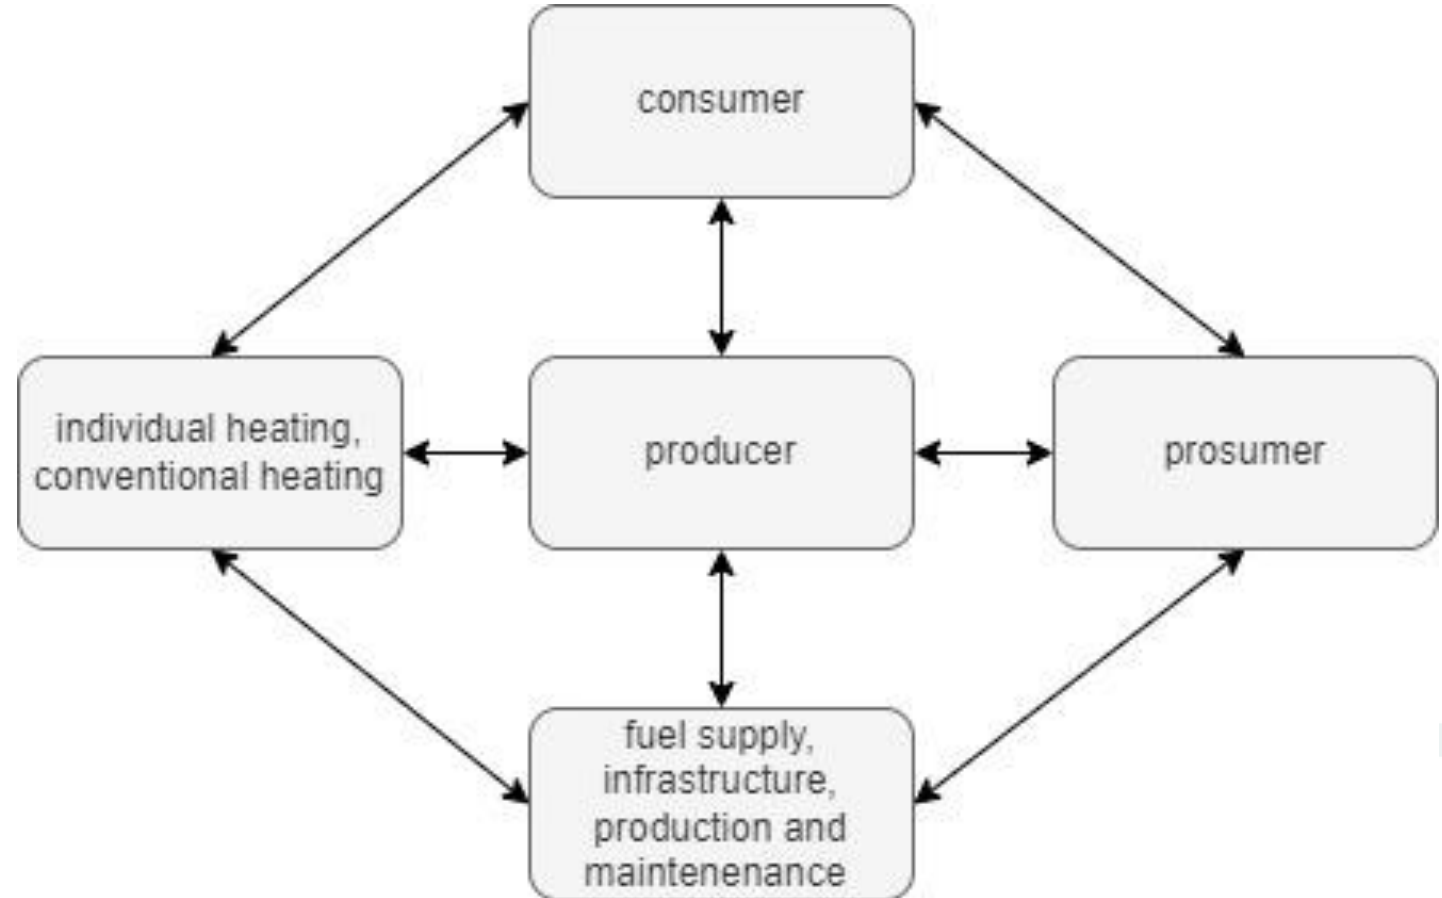 consumer
individual heating,
conventional heating
producer
prosumer
fuel supply,
infrastructure,
production and
maintenenance